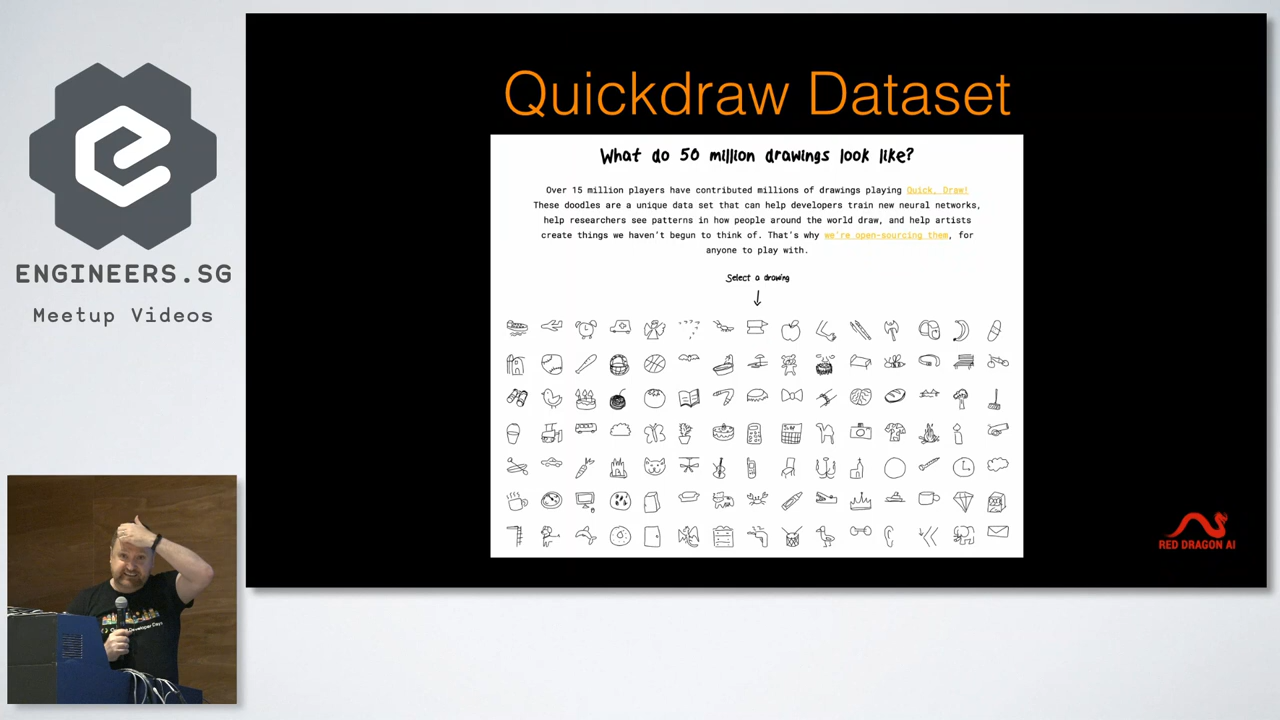 Quickdraw Dataset
What do 50 million drawings look like?
Over 15 million players have contributed millions of drawings playing Quick, Draw!
These doodles are a unique data set that can help developers train new neural networks,
help researchers see patterns in how people around the world draw, and help artists
create things we haven't begun to think of. That's why we're open-sourcing them, for
anyone to play with.
Select a drawing
ENGINEERS.SG
Meetup Videos
RED DRAGON AI
Developer Days